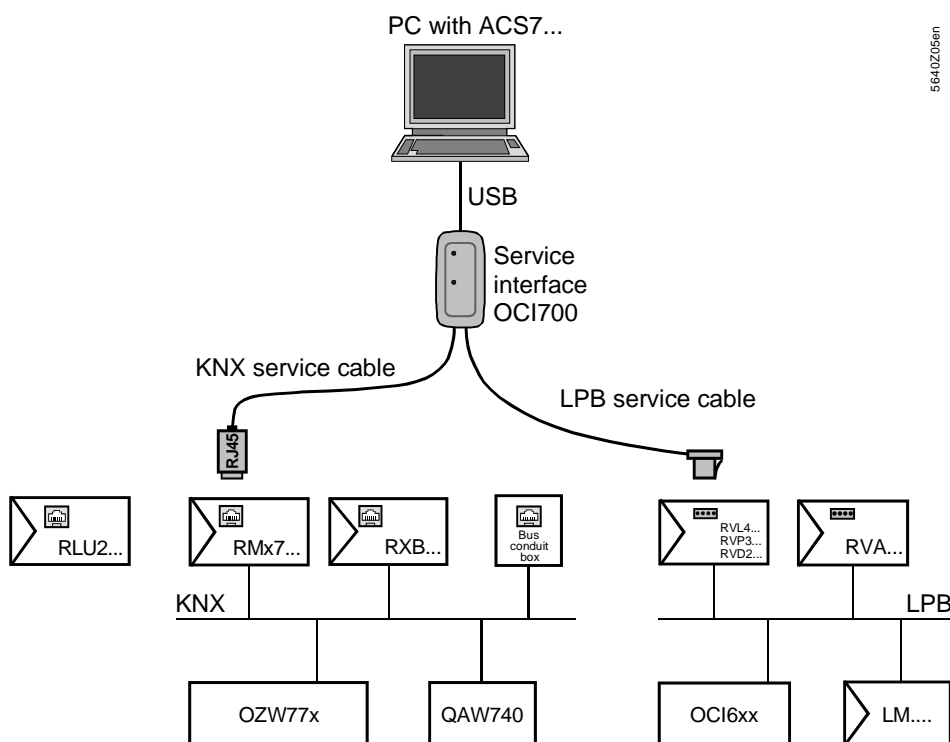 PC with ACS7...
5640Z05en
USB
Service
interface
OCI700
KNX service cable
LPB service cable
RJ45
RLU2...
RMx7...
RXB...
Bus
conduit
box
RVL4...
RVP3...
RVD2...
RVA...
KNX
LPB
OZW77x
QAW740
OCI6xx
LM....